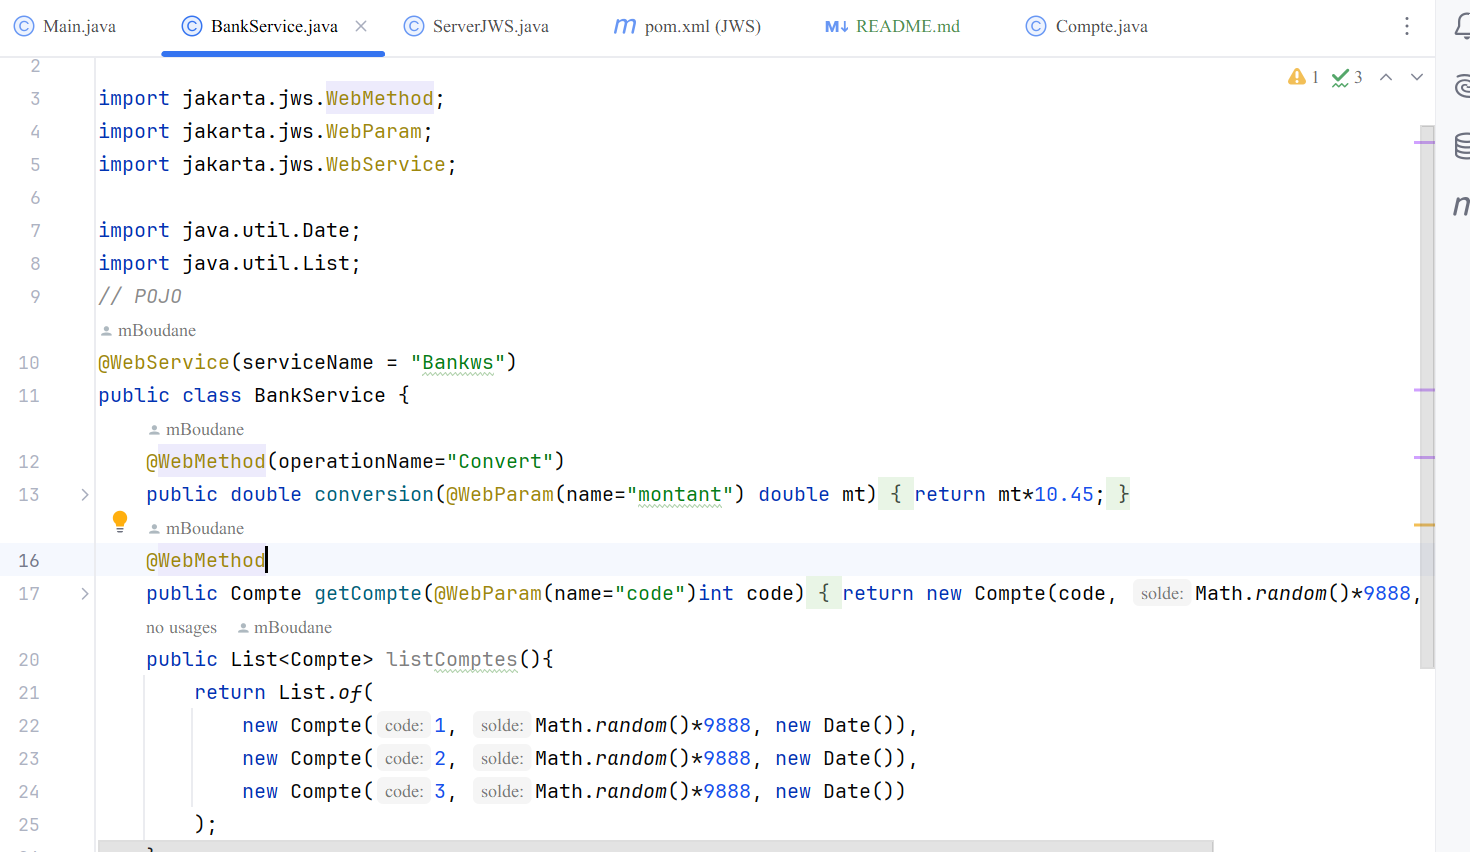 Main.java BankService.java ServerJWS.java pom.xml (JWS) README.md Compte.java
2
1 3
3 import jakarta.jws.WebMethod;
4 import jakarta.jws.WebParam;
5 import jakarta.jws.WebService;
6
7 import java.util.Date;
8 import java.util.List;
9 // POJO
mBoudane
10 @WebService(serviceName = "Bankws")
11 public class BankService {
mBoudane
12 @WebMethod(operationName="Convert")
13 public double conversion(@WebParam(name="montant") double mt) { return mt*10.45; }
mBoudane
16 @WebMethod
17 public Compte getCompte(@WebParam(name="code")int code) { return new Compte(code, solde: Math.random()*9888,
no usages mBoudane
20 public List<Compte> listComptes(){
21 return List.of(
22 new Compte( code: 1, solde: Math.random()*9888, new Date()),
23 new Compte( code: 2, solde: Math.random()*9888, new Date()),
24 new Compte( code: 3, solde: Math.random()*9888, new Date())
25 );